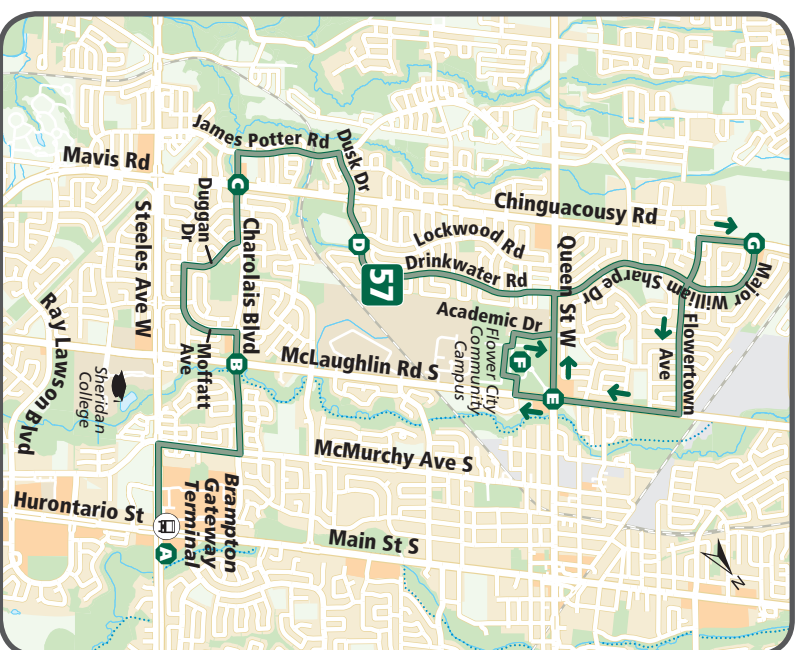 James Potter Rd
Dusk Dr
Mavis Rd
C
Duggan
Dr
Chinguacousy Rd
G
Major William Sharpe Dr
Lockwood Rd
D
Drinkwater Rd
Queen St W
57
Steeles Ave W
Charolais Blvd
Academic Dr
Flowertown
Ave
Flower City
Community
Campus
F
Ray Lawson Blvd
Sheridan
College
Moffatt
Ave
B
McLaughlin Rd S
E
McMurchy Ave S
Hurontario St
Brampton
Gateway
Terminal
A
Main St S
N